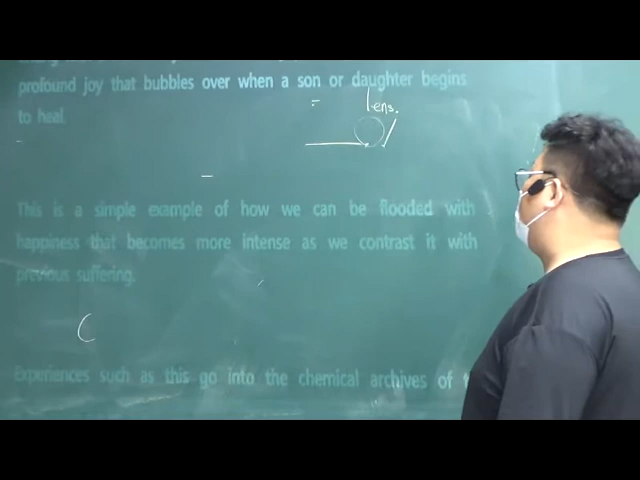 profound joy that bubbles over when a son or daughter begins
to heal.
lens.
This is a simple example of how we can be flooded with
happiness that becomes more intense as we contrast it with
previous suffering.
Experiences such as this go into the chemical archives of